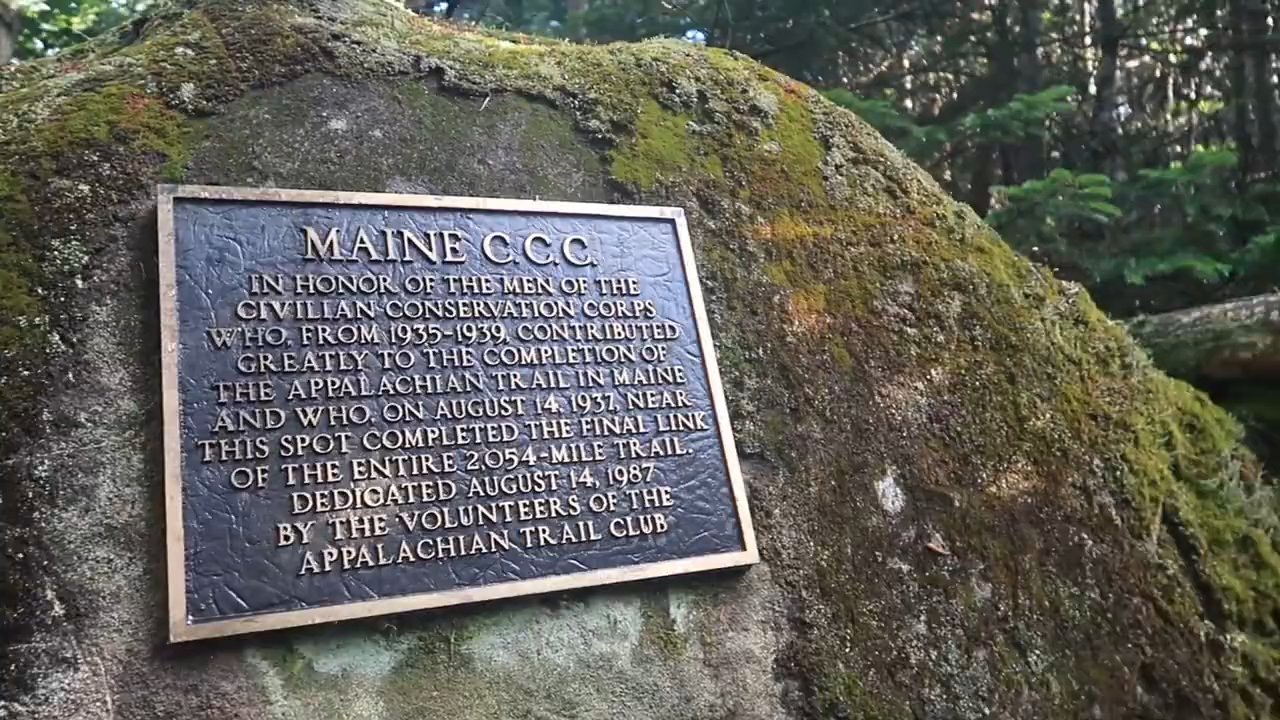 MAINE C.C.C.
IN HONOR OF THE MEN OF THE
CIVILIAN CONSERVATION CORPS
WHO, FROM 1935-1939, CONTRIBUTED
GREATLY TO THE COMPLETION OF
THE APPALACHIAN TRAIL IN MAINE
AND WHO, ON AUGUST 14, 1937, NEAR
THIS SPOT COMPLETED THE FINAL LINK
OF THE ENTIRE 2,054-MILE TRAIL.
DEDICATED AUGUST 14, 1987
BY THE VOLUNTEERS OF THE
APPALACHIAN TRAIL CLUB